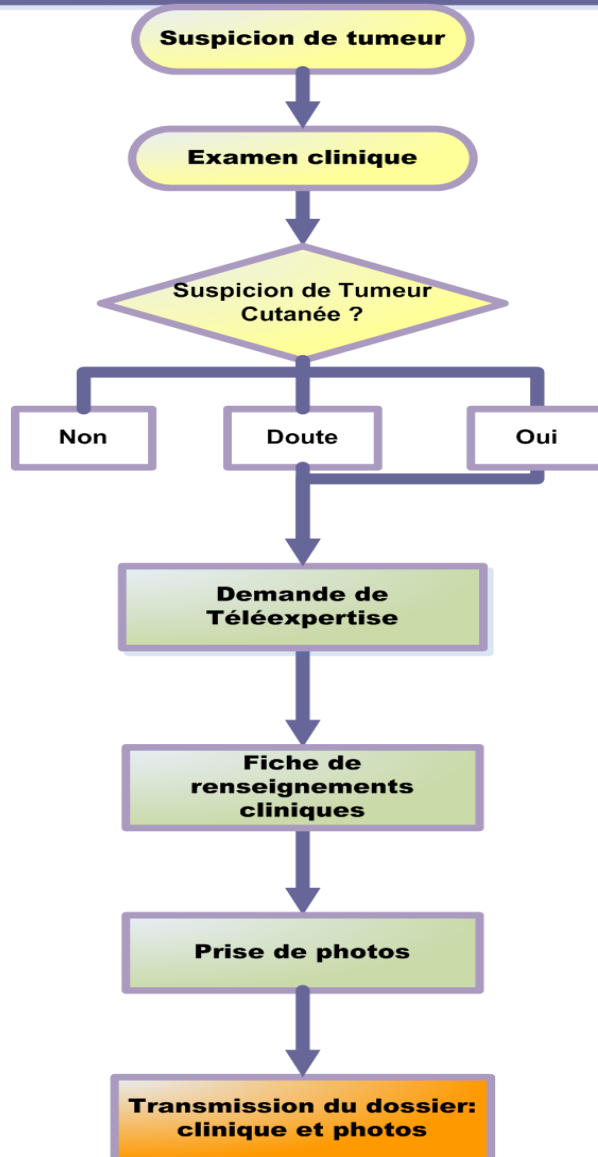 Suspicion de tumeur
Examen clinique
Suspicion de Tumeur
Cutanée ?
Non
Doute
Oui
Demande de
Téléexpertise
Fiche de
renseignements
cliniques
Prise de photos
Transmission du dossier:
clinique et photos